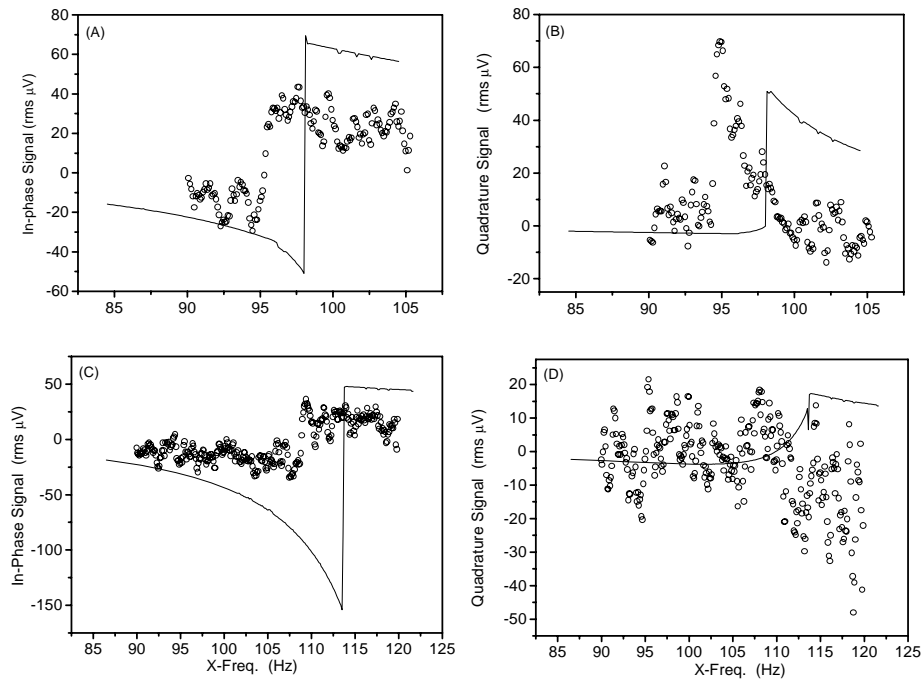 (A)
In-phase Signal (rms μV)
80
60
40
20
0
-20
-40
-60
85 90 95 100 105
(B)
Quadrature Signal (rms μV)
80
60
40
20
0
-20
85 90 95 100 105
(C)
In-Phase Signal (rms μV)
50
0
-50
-100
-150
85 90 95 100 105 110 115 120 125
X-Freq. (Hz)
(D)
Quadrature Signal (rms μV)
20
10
0
-10
-20
-30
-40
-50
85 90 95 100 105 110 115 120 125
X-Freq. (Hz)